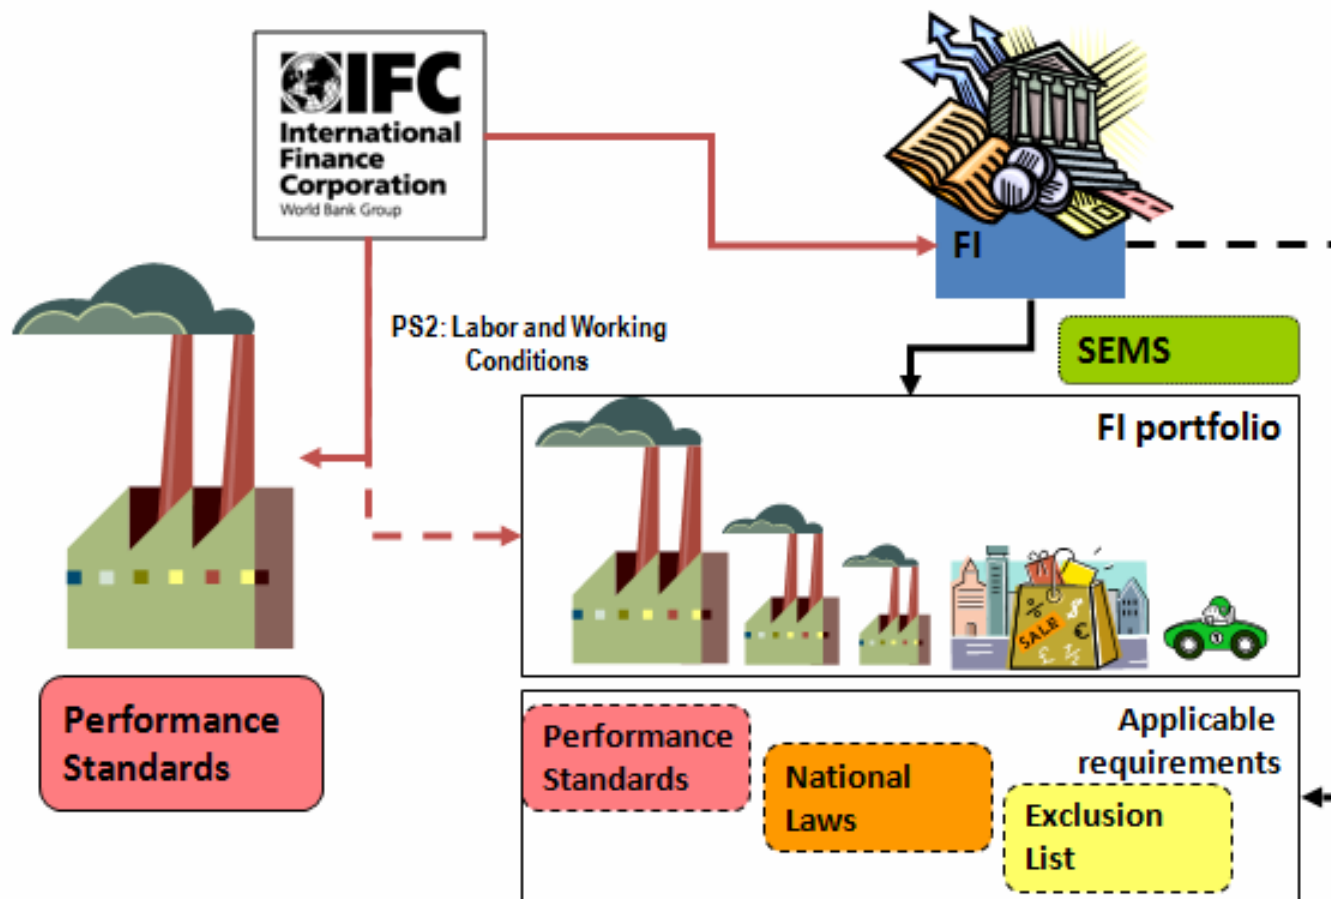 IFC
International
Finance
Corporation
World Bank Group
FI
PS2: Labor and Working
Conditions
SEMS
FI portfolio
SALE
Performance
Standards
Performance
Standards
National
Laws
Exclusion
List
Applicable
requirements